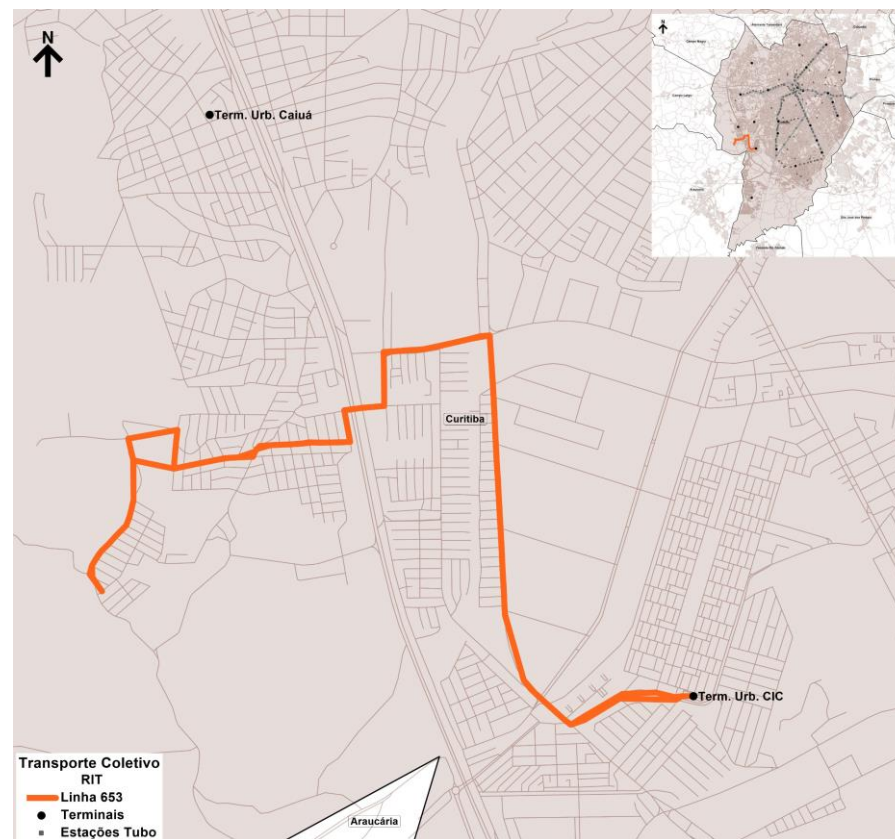 N
Term. Urb. Caiuá
Curitiba
Term. Urb. CIC
Araucária
Transporte Coletivo
RIT
Linha 653
Terminais
Estações Tubo